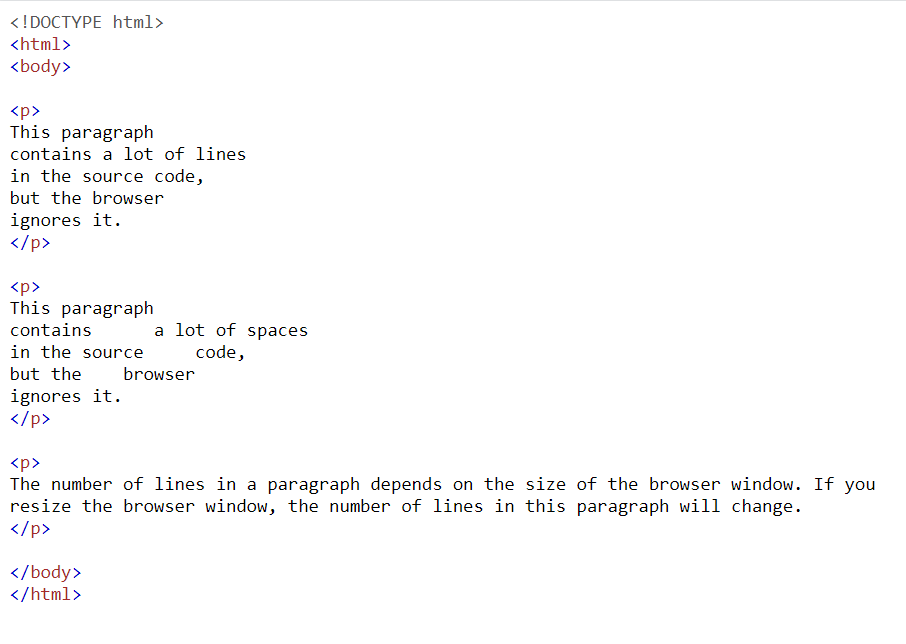 <!DOCTYPE html>
<html>
<body>

<p>
This paragraph
contains a lot of lines
in the source code,
but the browser
ignores it.
</p>

<p>
This paragraph
contains      a lot of spaces
in the source     code,
but the    browser
ignores it.
</p>

<p>
The number of lines in a paragraph depends on the size of the browser window. If you
resize the browser window, the number of lines in this paragraph will change.
</p>

</body>
</html>